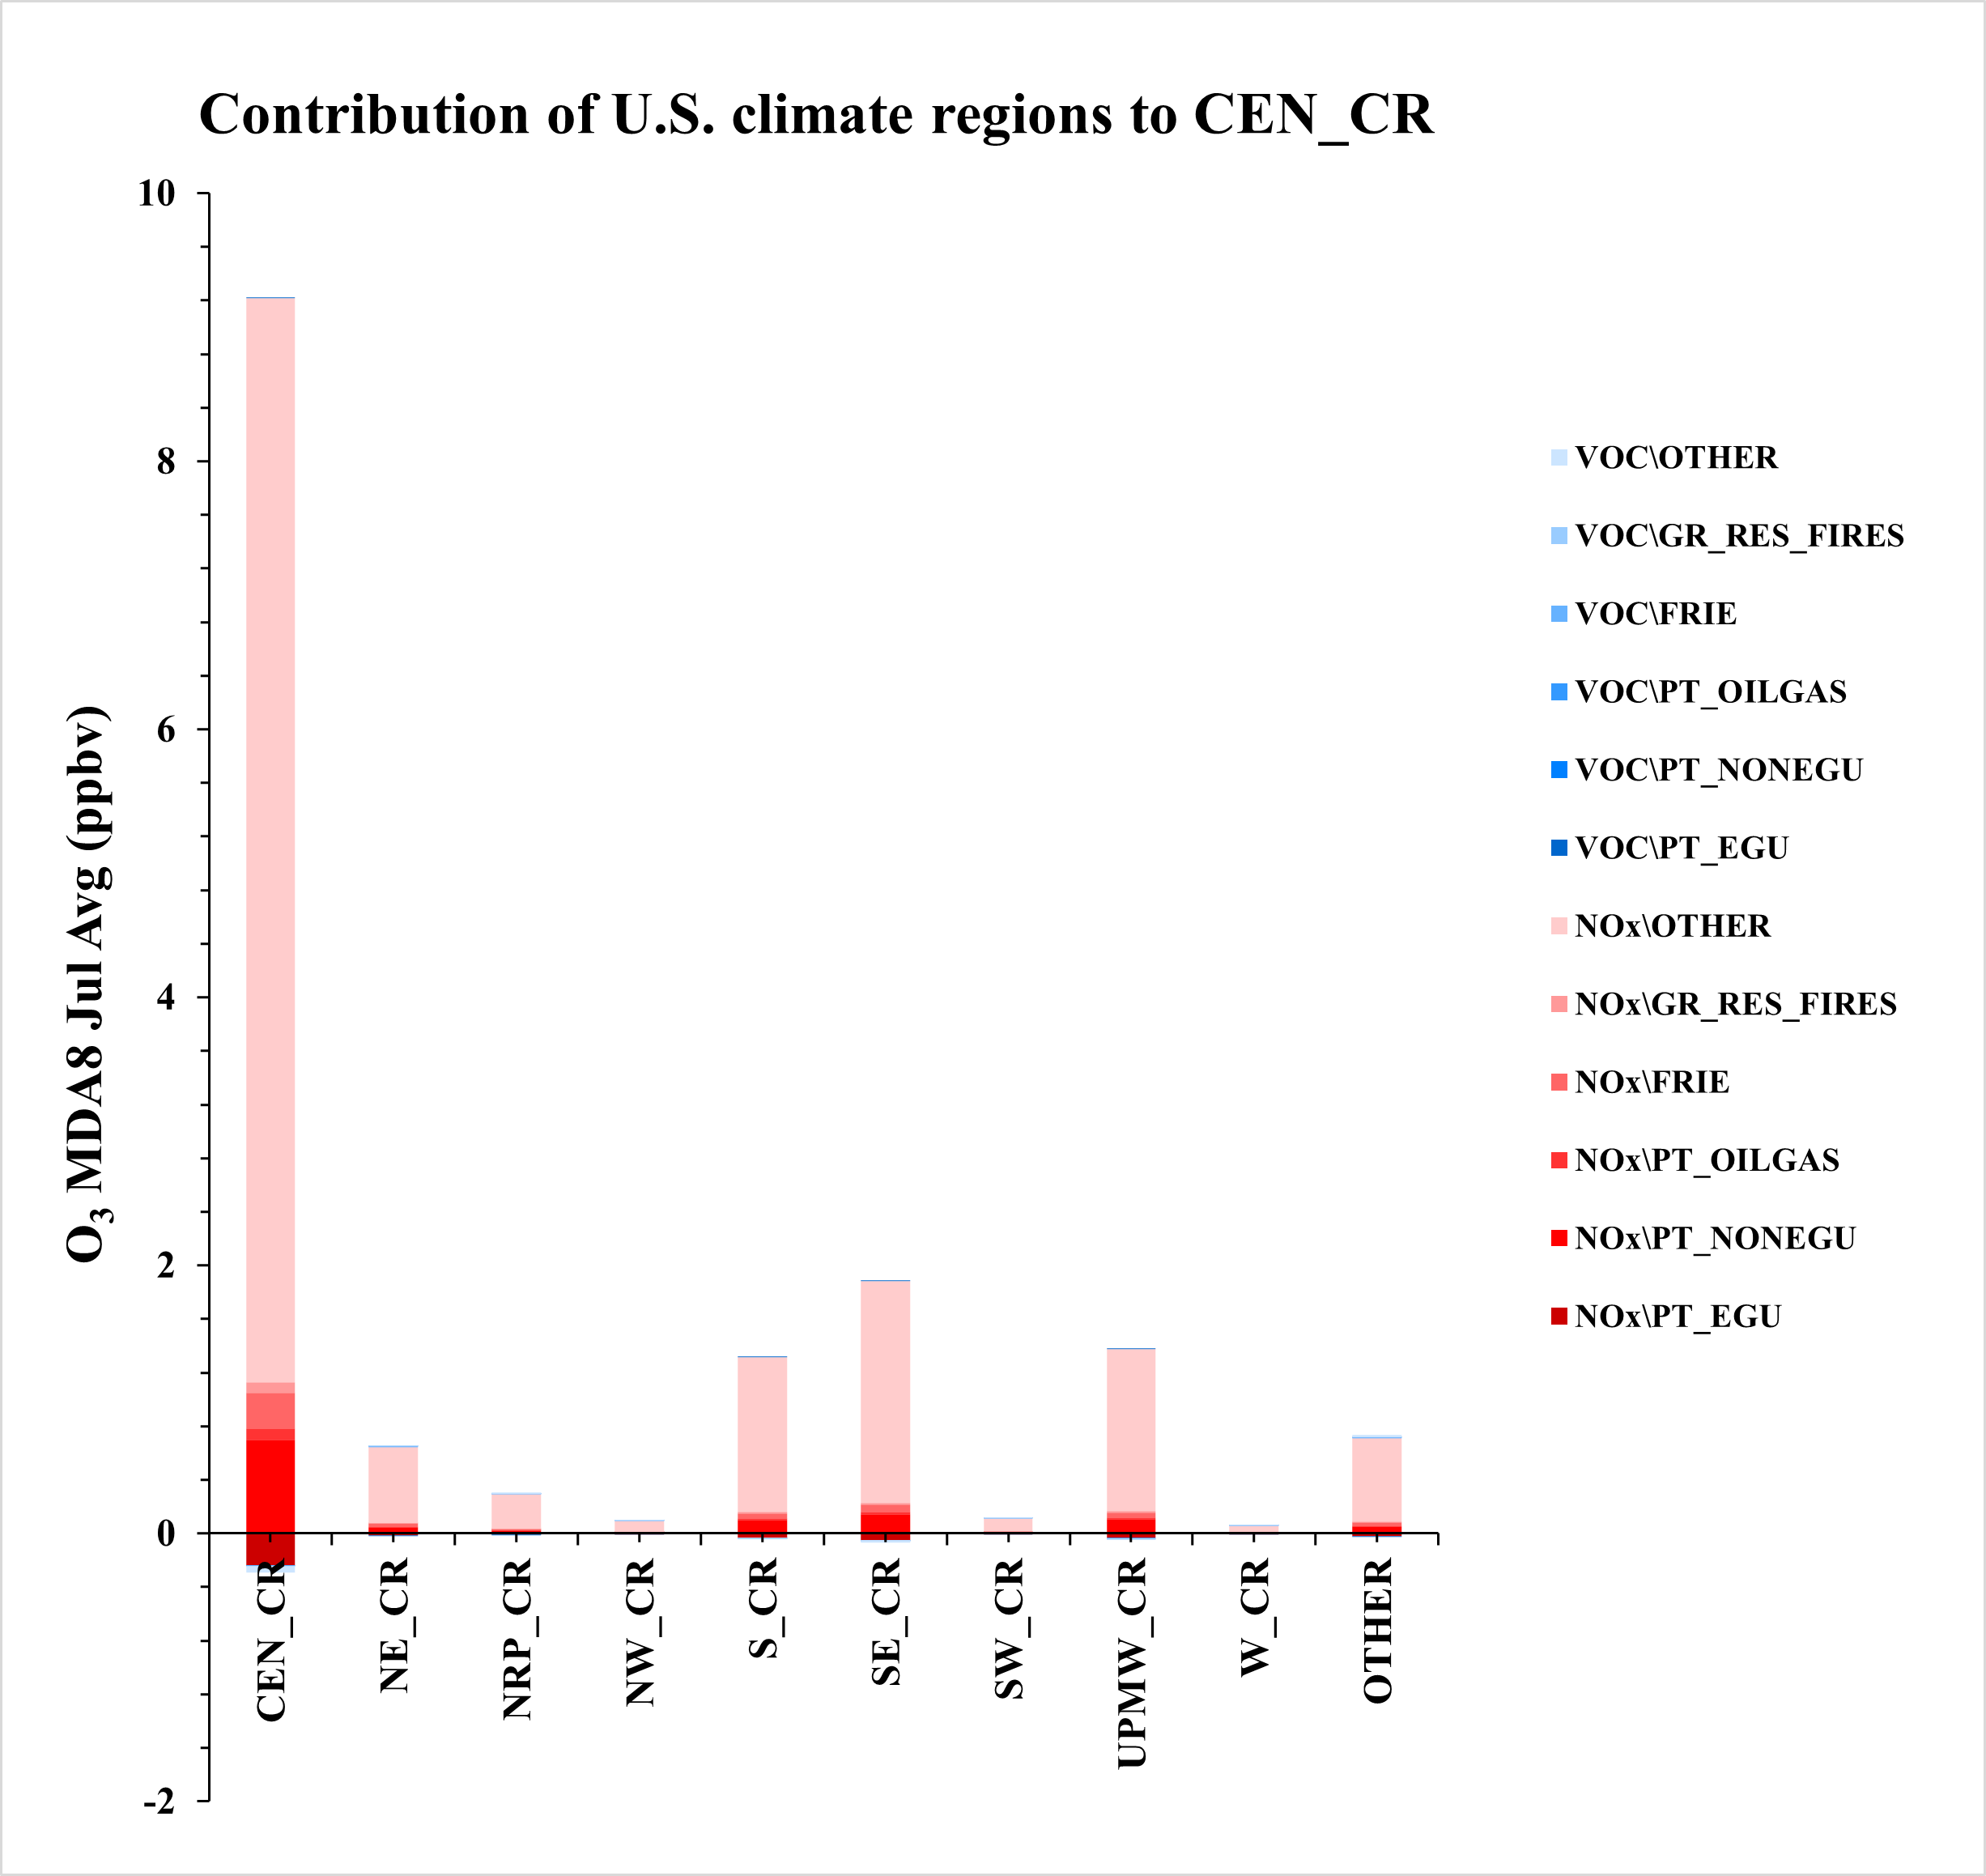 Contribution of U.S. climate regions to CEN_CR
O₃ MDA8 Jul Avg (ppbv)
10
8
6
4
2
0
-2
CEN_CR
NE_CR
NRP_CR
NW_CR
S_CR
SE_CR
SW_CR
UPMW_CR
W_CR
OTHER
VOC\OTHER
VOC\GR_RES_FIRES
VOC\FRIE
VOC\PT_OILGAS
VOC\PT_NONEGU
VOC\PT_EGU
NOx\OTHER
NOx\GR_RES_FIRES
NOx\FRIE
NOx\PT_OILGAS
NOx\PT_NONEGU
NOx\PT_EGU